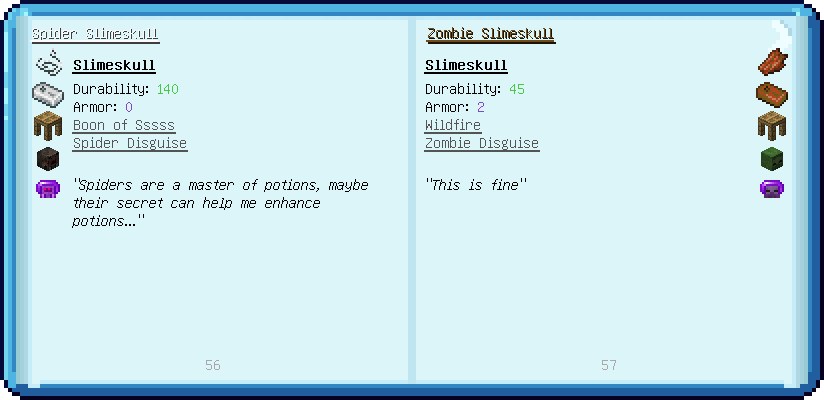 Spider Slimeskull
Slimeskull
Durability: 140
Armor: 0
Boon of Sssss
Spider Disguise
"Spiders are a master of potions, maybe
their secret can help me enhance
potions..."
56
Zombie Slimeskull
Slimeskull
Durability: 45
Armor: 2
Wildfire
Zombie Disguise
"This is fine"
57